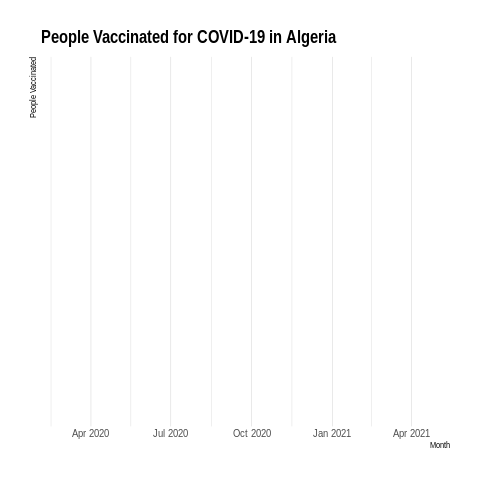 People Vaccinated for COVID-19 in Algeria
People Vaccinated
Apr 2020
Jul 2020
Oct 2020
Jan 2021
Apr 2021
Month